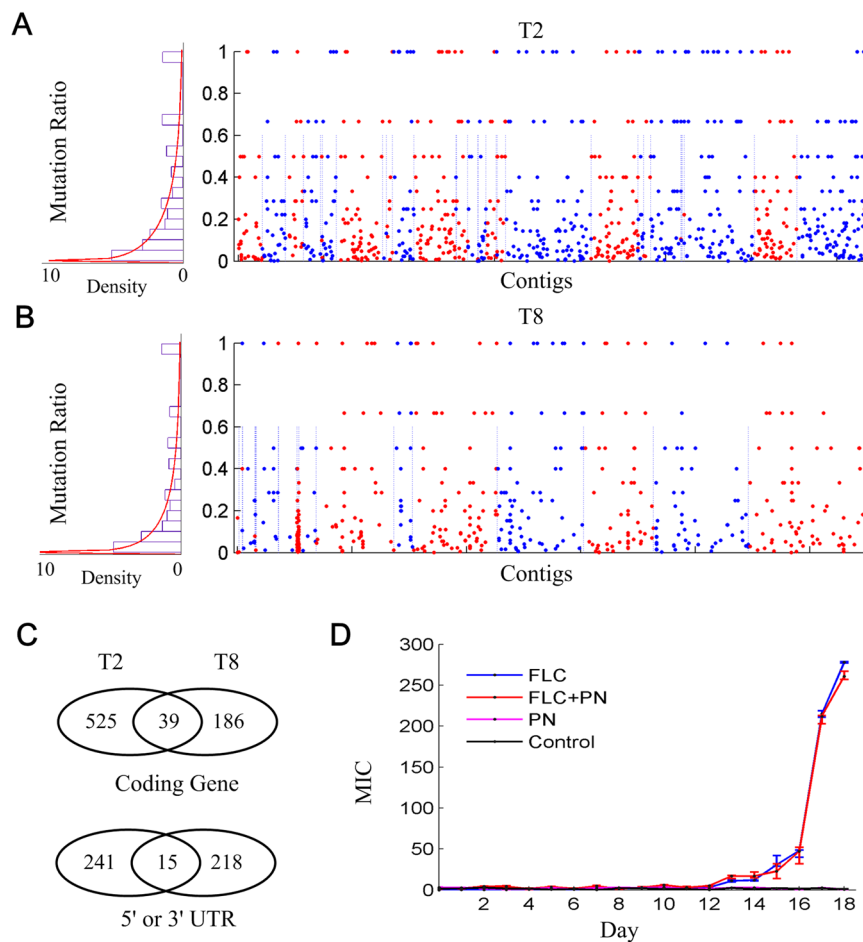 A
T2
Mutation Ratio
1
0.8
0.6
0.4
0.2
0
10 0
Density
Contigs
B
T8
Mutation Ratio
1
0.8
0.6
0.4
0.2
0
10 0
Density
Contigs
C
T2 T8
525 39 186
Coding Gene
241 15 218
5' or 3' UTR
D
300
250
200
150
100
50
0
MIC
FLC
FLC+PN
PN
Control
2 4 6 8 10 12 14 16 18
Day